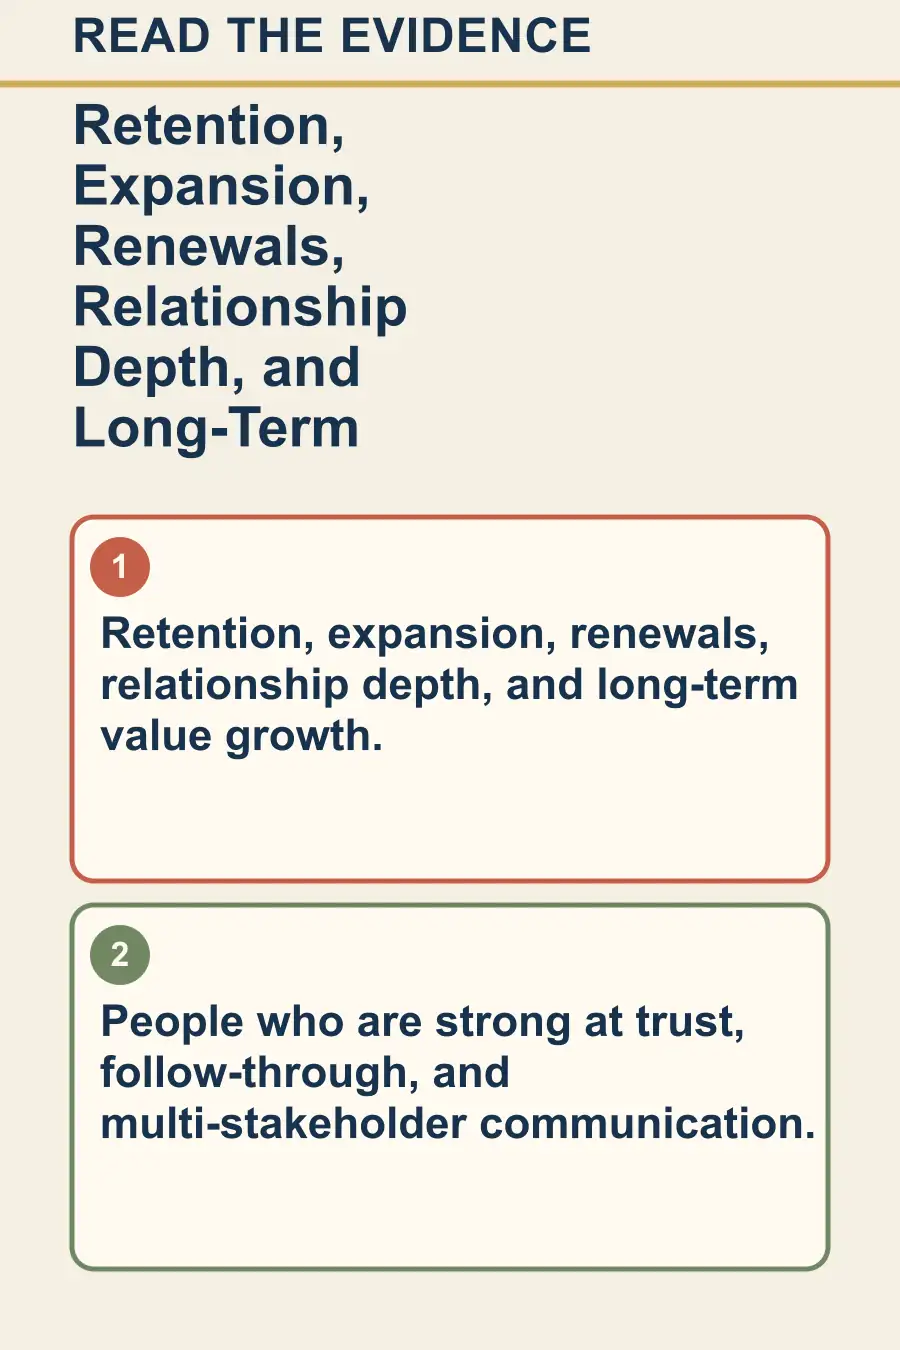 READ THE EVIDENCE
Retention,
Expansion,
Renewals,
Relationship
Depth, and
Long-Term
1
Retention, expansion, renewals,
relationship depth, and long-term
value growth.
2
People who are strong at trust,
follow-through, and
multi-stakeholder communication.